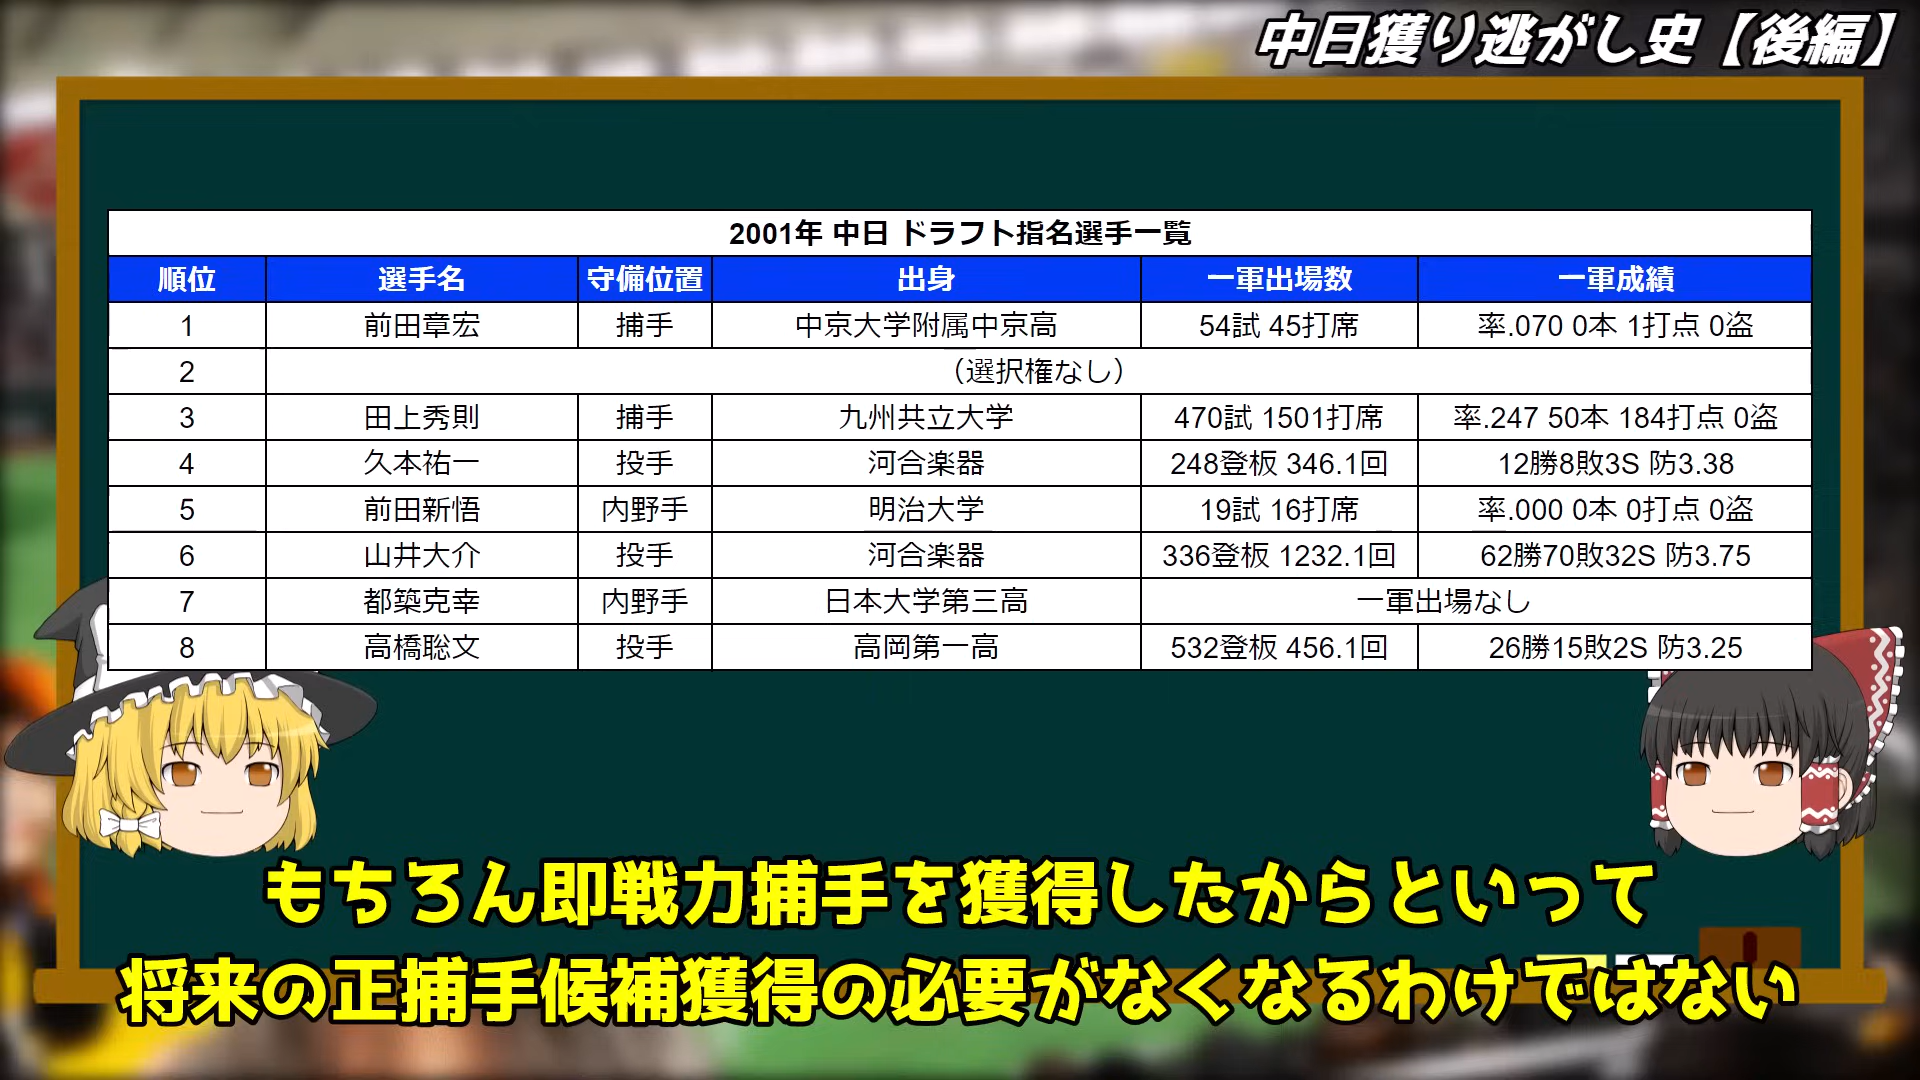 中日獲り逃がし史【後編】
2001年 中日 ドラフト指名選手一覧
順位 選手名 守備位置 出身 一軍出場数 一軍成績
1 前田章宏 捕手 中京大学附属中京高 54試 45打席 率.070 0本 1打点 0盗
2 （選択権なし）
3 田上秀則 捕手 九州共立大学 470試 1501打席 率.247 50本 184打点 0盗
4 久本祐一 投手 河合楽器 248登板 346.1回 12勝8敗3S 防3.38
5 前田新悟 内野手 明治大学 19試 16打席 率.000 0本 0打点 0盗
6 山井大介 投手 河合楽器 336登板 1232.1回 62勝70敗32S 防3.75
7 都築克幸 内野手 日本大学第三高 一軍出場なし
8 高橋聡文 投手 高岡第一高 532登板 456.1回 26勝15敗2S 防3.25
もちろん即戦力捕手を獲得したからといって
将来の正捕手候補獲得の必要がなくなるわけではない